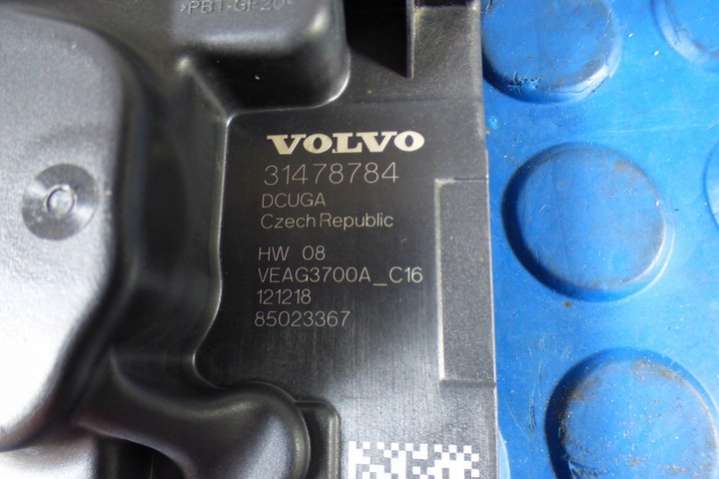 >PBT-GF20<
VOLVO
31478784
DCUGA
Czech Republic
HW 08
VEAG3700A_C16
121218
85023367